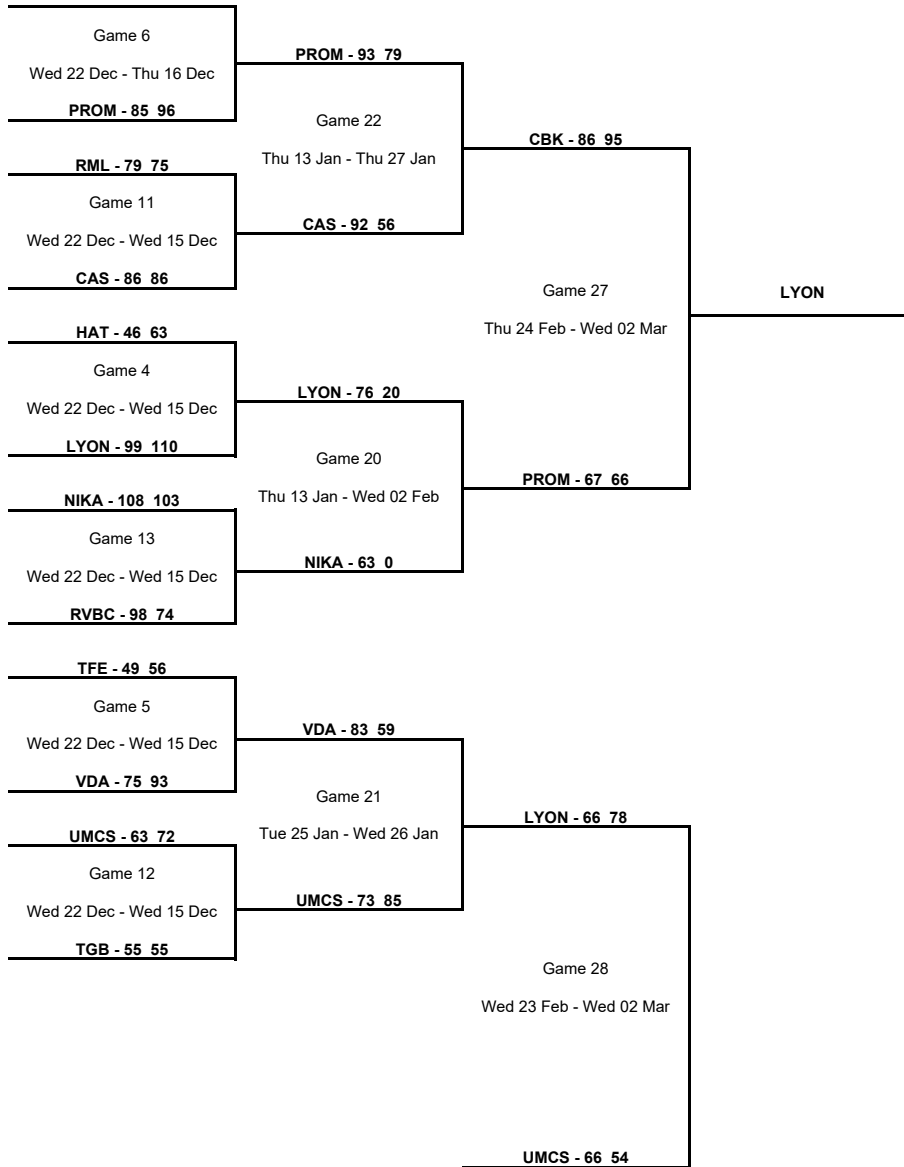 Game 6
Wed 22 Dec - Thu 16 Dec
PROM - 85 96
RML - 79 75
Game 11
Wed 22 Dec - Wed 15 Dec
CAS - 86 86
HAT - 46 63
Game 4
Wed 22 Dec - Wed 15 Dec
LYON - 99 110
NIKA - 108 103
Game 13
Wed 22 Dec - Wed 15 Dec
RVBC - 98 74
TFE - 49 56
Game 5
Wed 22 Dec - Wed 15 Dec
VDA - 75 93
UMCS - 63 72
Game 12
Wed 22 Dec - Wed 15 Dec
TGB - 55 55
PROM - 93 79
Game 22
Thu 13 Jan - Thu 27 Jan
CAS - 92 56
LYON - 76 20
Game 20
Thu 13 Jan - Wed 02 Feb
NIKA - 63 0
VDA - 83 59
Game 21
Tue 25 Jan - Wed 26 Jan
UMCS - 73 85
CBK - 86 95
Game 27
Thu 24 Feb - Wed 02 Mar
PROM - 67 66
LYON - 66 78
Game 28
Wed 23 Feb - Wed 02 Mar
UMCS - 66 54
LYON